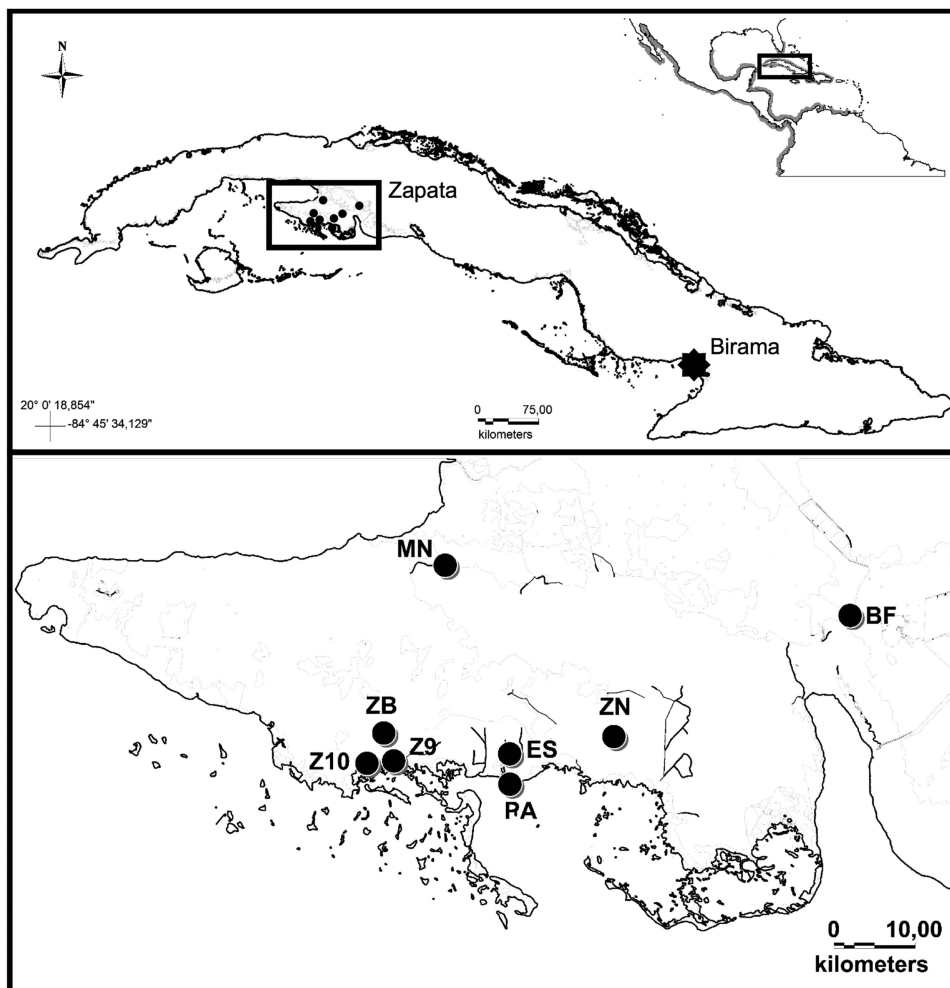 N
Zapata
Birama
20° 0' 18,854"
-84° 45' 34,129"
0 75,00
kilometers
MN
BF
ZB
ZN
Z10
Z9
ES
PA
0 10,00
kilometers